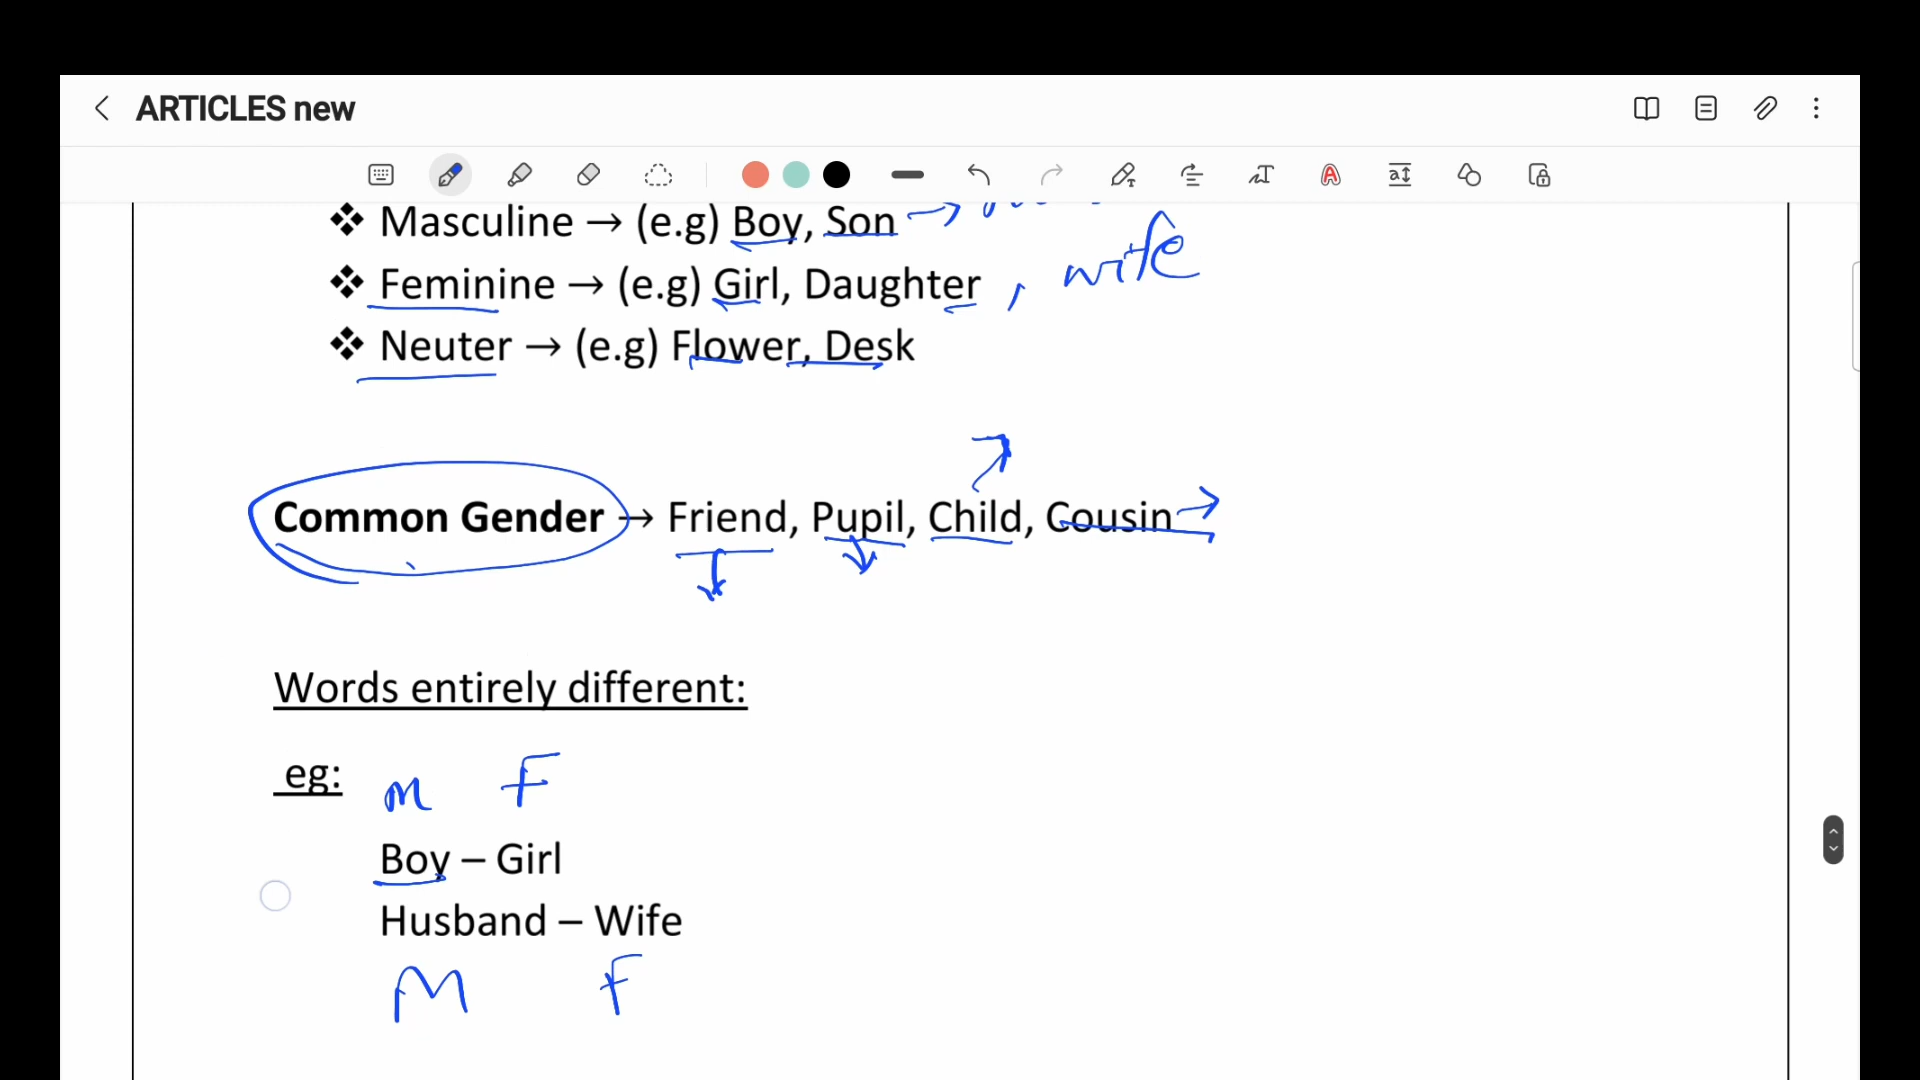 ARTICLES new
❖ Masculine → (e.g) Boy, Son →
❖ Feminine → (e.g) Girl, Daughter , wife
❖ Neuter → (e.g) Flower, Desk
Common Gender → Friend, Pupil, Child, Cousin
Words entirely different:
eg: M F
Boy – Girl
Husband – Wife
M F